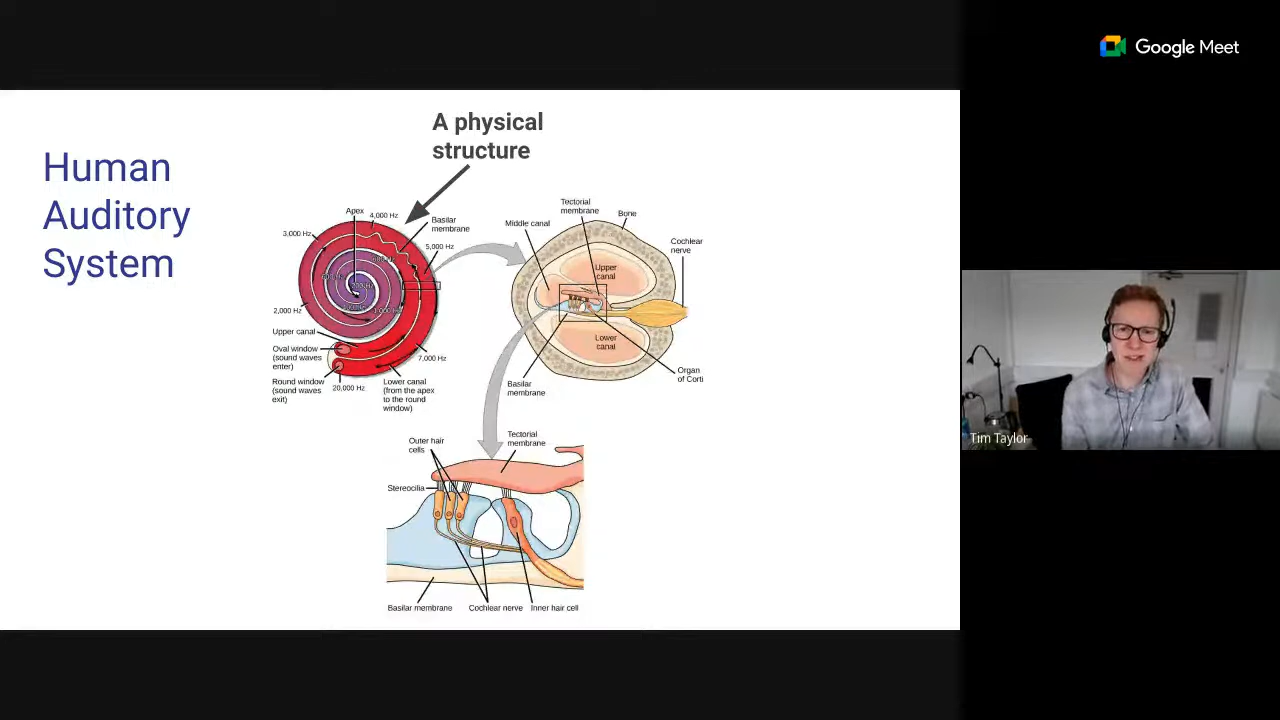 Google Meet
Human
Auditory
System
A physical
structure
Apex
4,000 Hz
3,000 Hz
Basilar
membrane
5,000 Hz
2,000 Hz
Upper canal
Oval window
(sound waves
enter)
Round window
(sound waves
exit)
20,000 Hz
7,000 Hz
Lower canal
(from the apex
to the round
window)
Tectorial
membrane
Bone
Middle canal
Cochlear
nerve
Upper
canal
Lower
canal
Basilar
membrane
Organ
of Corti
Outer hair
cells
Tectorial
membrane
Stereocilia
Basilar membrane
Cochlear nerve
Inner hair cell
Tim Taylor